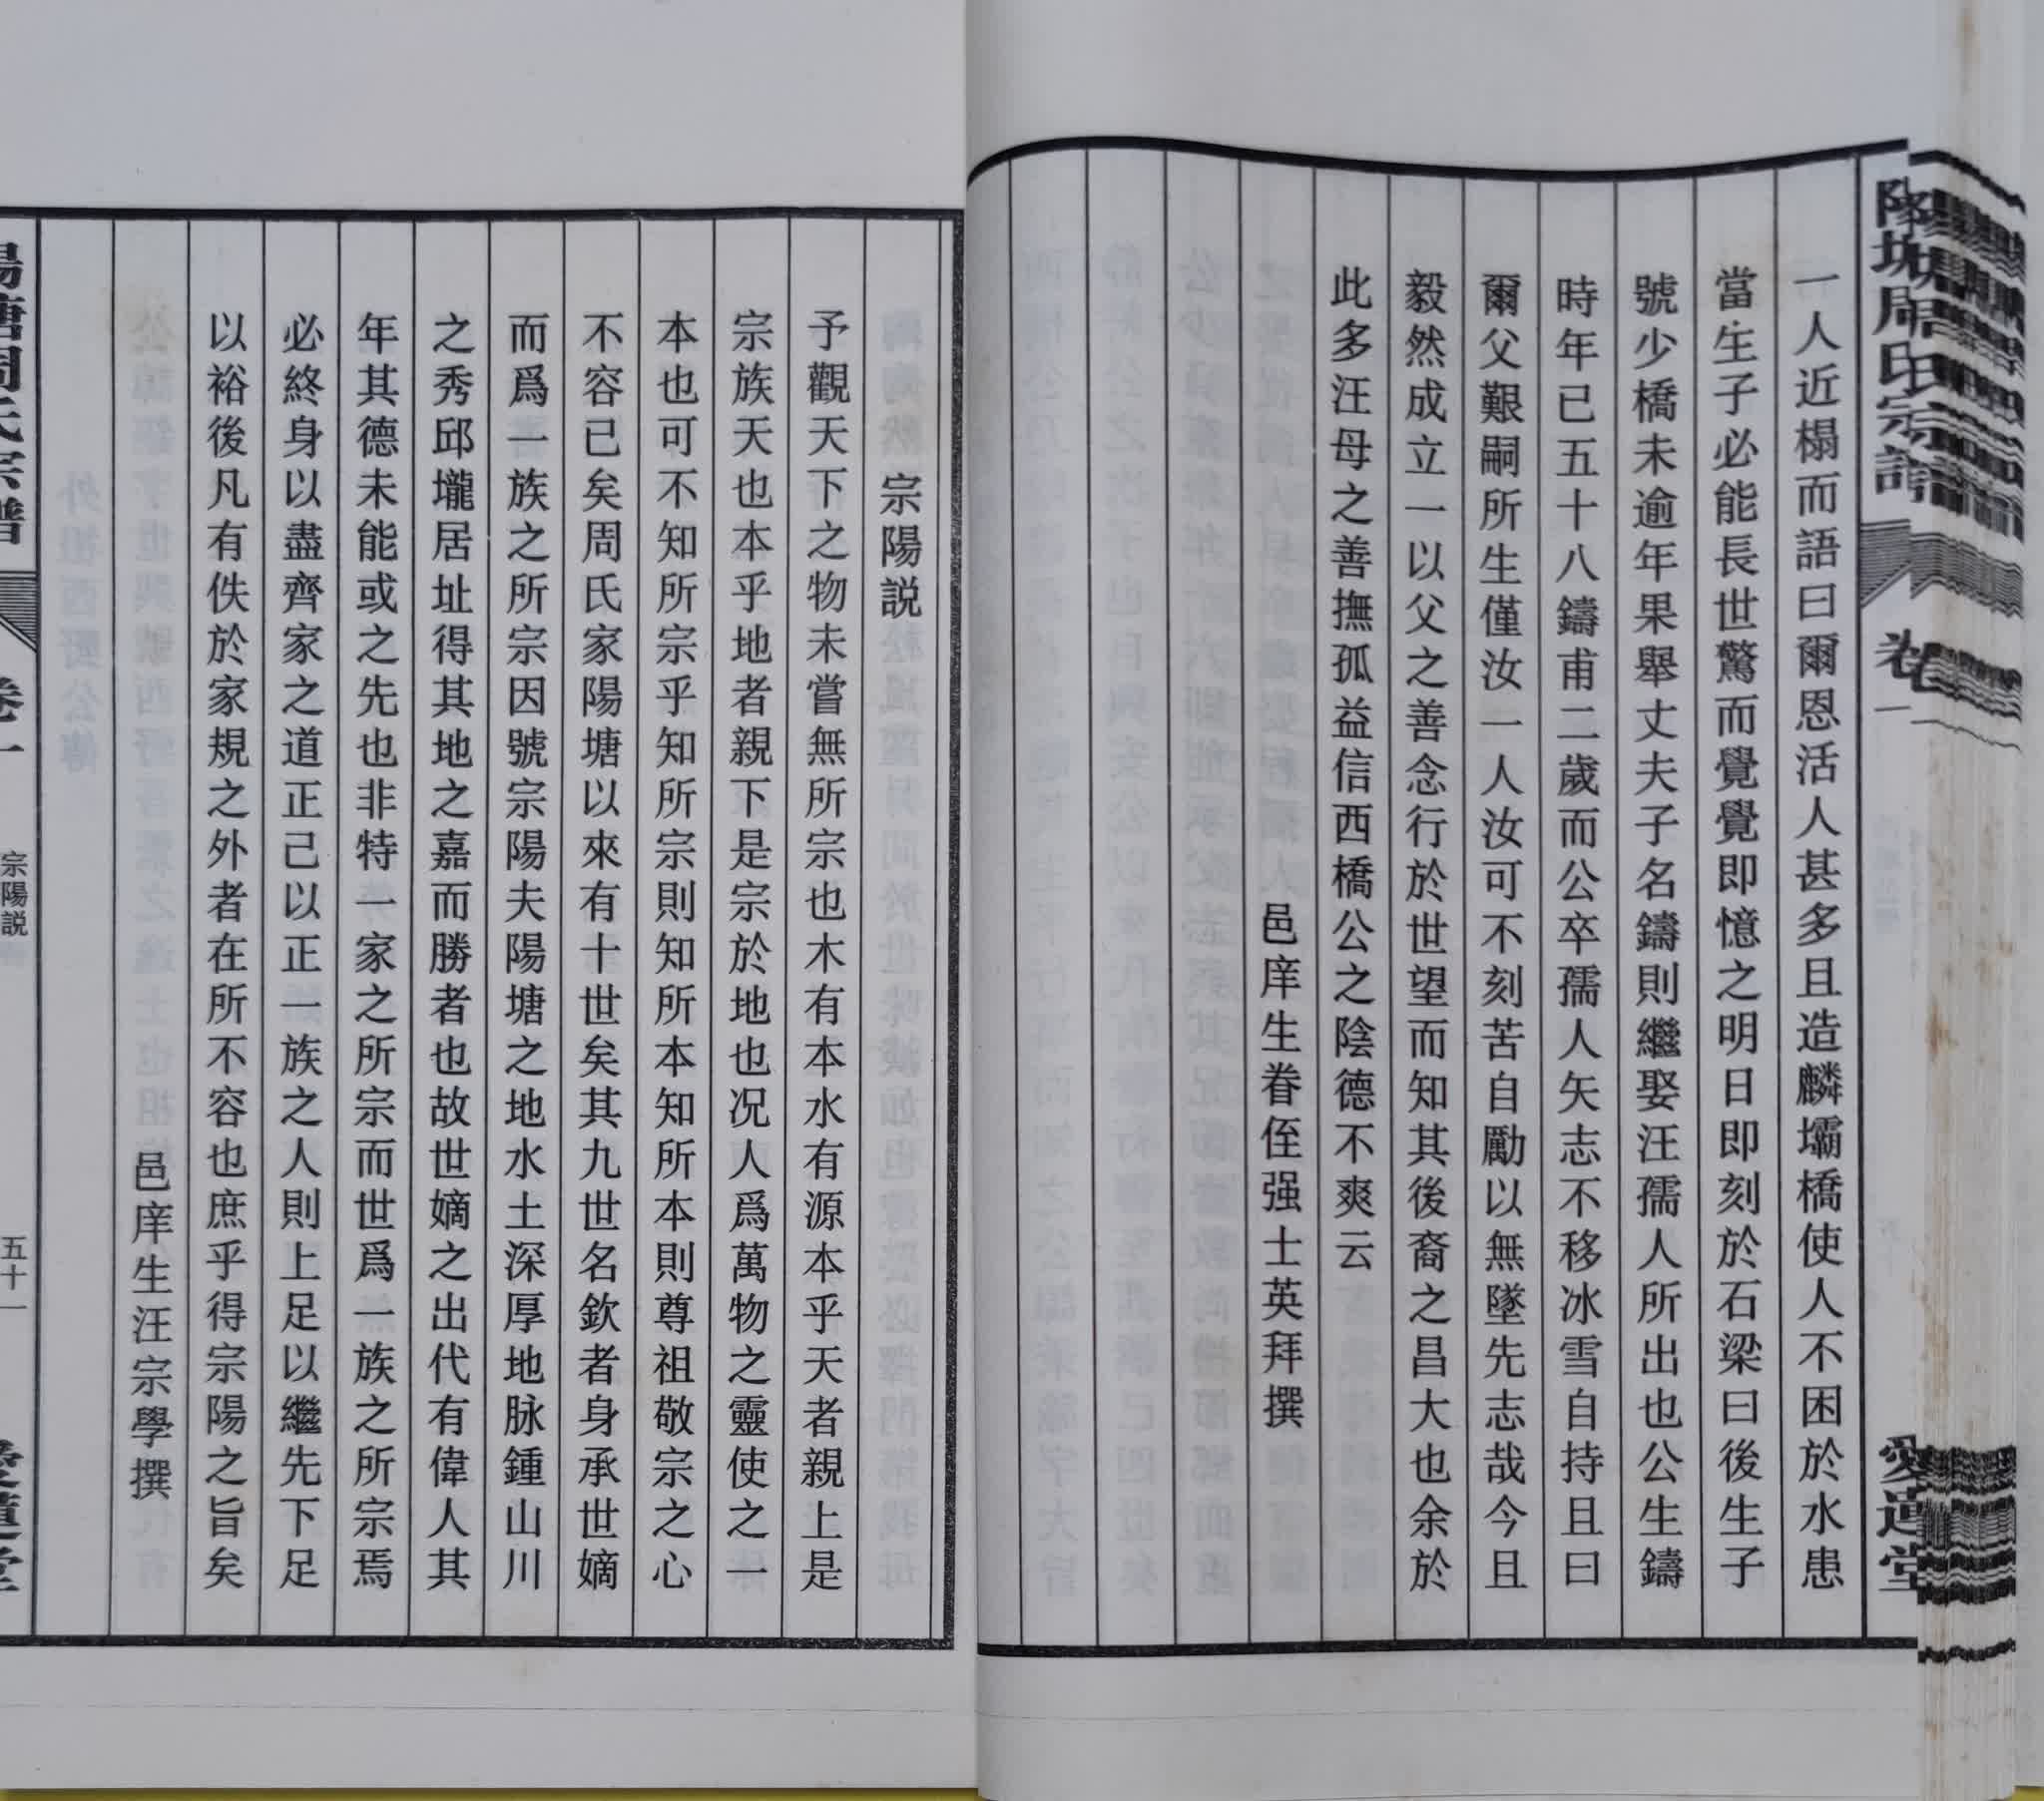 一人近榻而語曰爾恩活人甚多且造麟壩橋使人不困於水患
當生子必能長世驚而覺覺即憶之明日即刻於石梁曰後生子
號少橋未逾年果舉丈夫子名鑄則繼娶汪孺人所出也公生鑄
時年已五十八鑄甫二歲而公卒孺人矢志不移冰雪自持且曰
爾父艱嗣所生僅汝一人汝可不刻苦自勵以無墜先志哉今且
毅然成立一以父之善念行於世望而知其後裔之昌大也余於
此多汪母之善撫孤益信西橋公之陰德不爽云
邑庠生眷侄强士英拜撰
宗陽説
予觀天下之物未嘗無所宗也木有本水有源本乎天者親上是
宗族天也本乎地者親下是宗於地也况人爲萬物之靈使之一
本也可不知所宗乎知所宗則知所本知所本則尊祖敬宗之心
不容已矣周氏家陽塘以來有十世矣其九世名欽者身承世嫡
而爲一族之所宗因號宗陽夫陽塘之地水土深厚地脉鍾山川
之秀邱壠居址得其地之嘉而勝者也故世嫡之出代有偉人其
年其德未能或之先也非特一家之所宗而世爲一族之所宗焉
必終身以盡齊家之道正己以正一族之人則上足以繼先下足
以裕後凡有佚於家規之外者在所不容也庶乎得宗陽之旨矣
邑庠生汪宗學撰
陽塘周氏宗譜
卷一
宗陽説
五十一